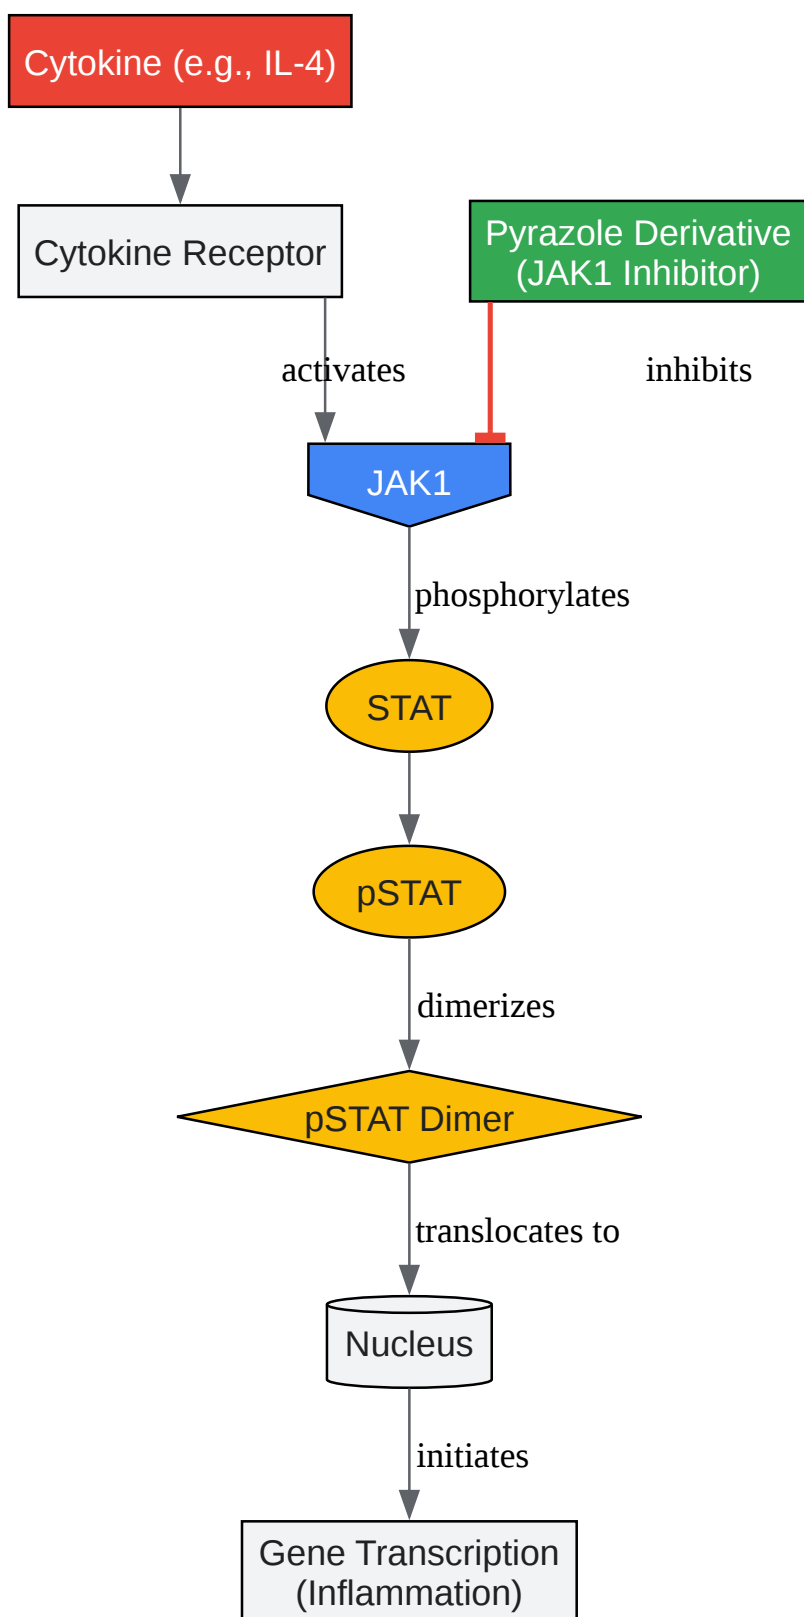 Cytokine (e.g., IL-4)
Cytokine Receptor
Pyrazole Derivative
(JAK1 Inhibitor)
activates
inhibits
JAK1
phosphorylates
STAT
pSTAT
dimerizes
pSTAT Dimer
translocates to
Nucleus
initiates
Gene Transcription
(Inflammation)